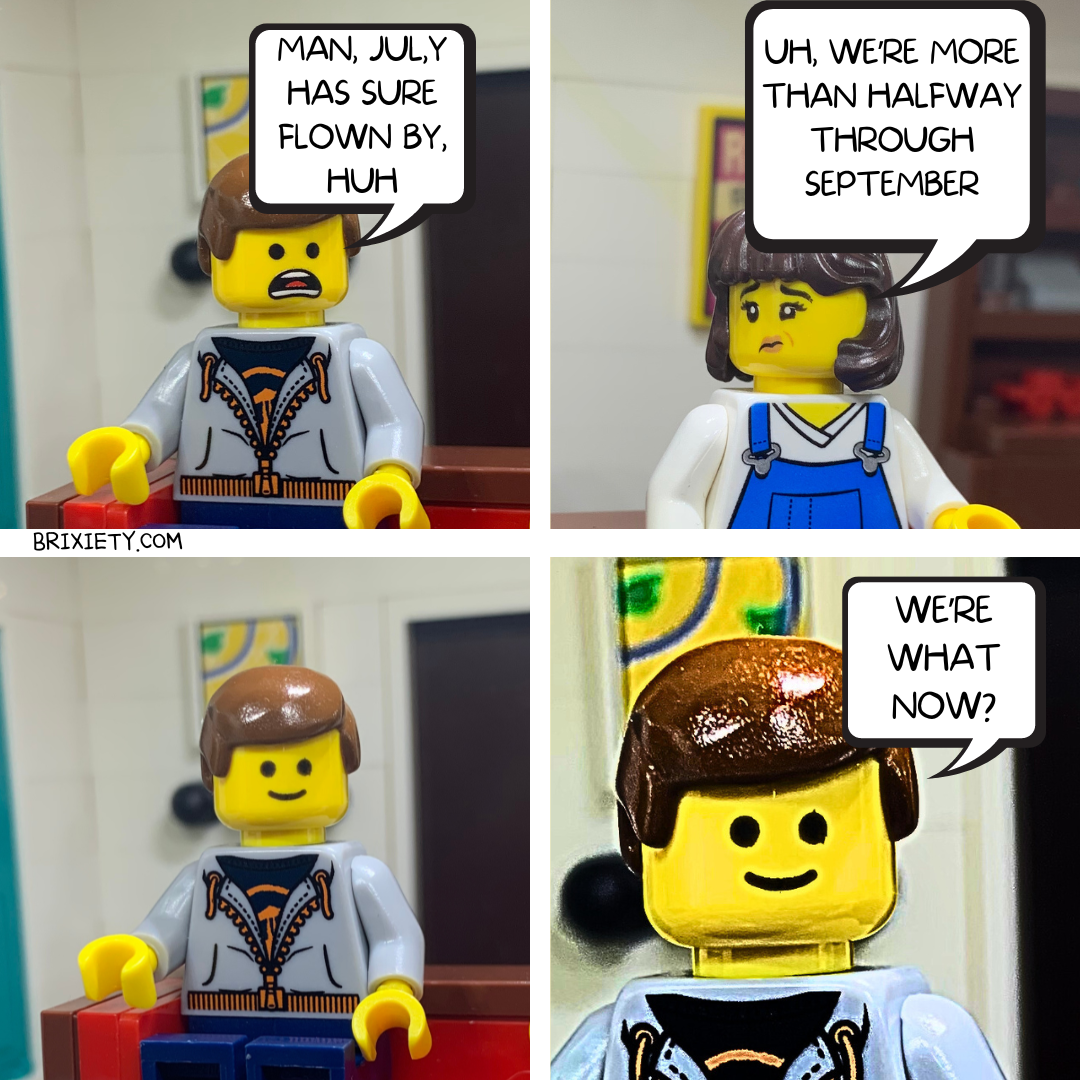 MAN, JUL,Y
HAS SURE
FLOWN BY,
HUH
UH, WE'RE MORE
THAN HALFWAY
THROUGH
SEPTEMBER
BRIXIETY.COM
WE'RE
WHAT
NOW?